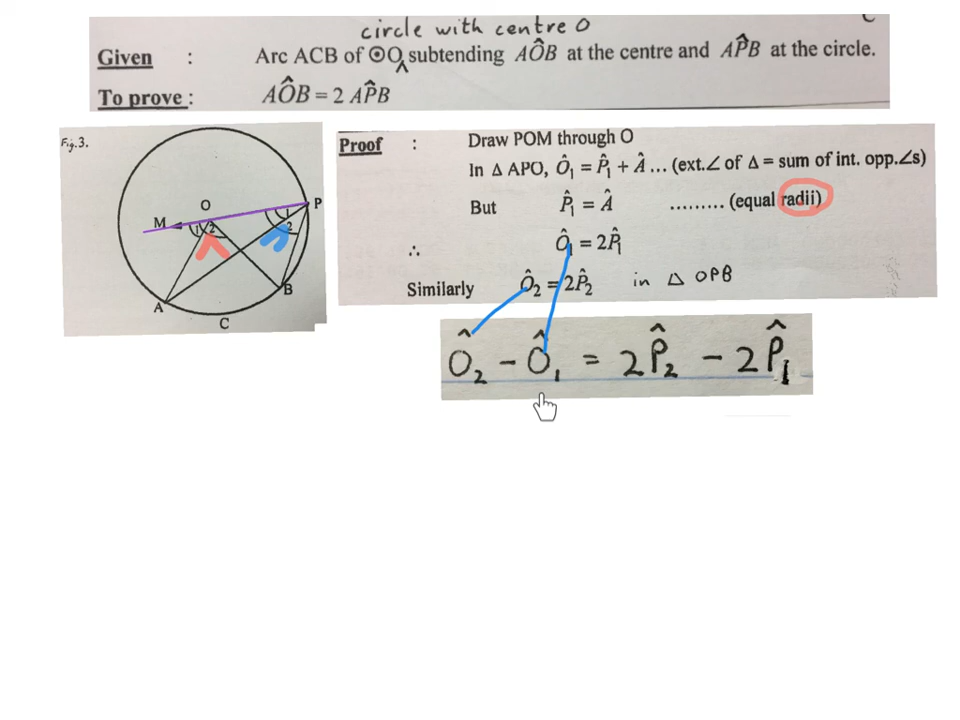 circle with centre O
Given : Arc ACB of ⊙O subtending AÔB at the centre and AP̂B at the circle.
To prove : AÔB = 2 AP̂B
Fig.3.
O
P
M
1
2
1
2
A
B
C
Proof : Draw POM through O
In Δ APO, Ô₁ = P̂₁ + Â ... (ext.∠ of Δ = sum of int. opp.∠s)
But P̂₁ = Â ......... (equal radii)
∴ Ô₁ = 2P̂₁
Similarly Ô₂ = 2P̂₂ in Δ OPB
Ô₂ - Ô₁ = 2P̂₂ - 2P̂₁